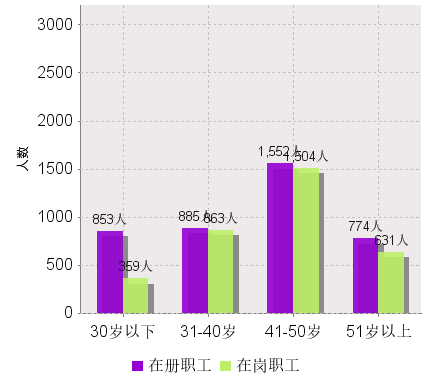 3000
2500
2000
1500
1000
500
0
人数
853人
359人
885人
863人
1,552人
1,504人
774人
631人
30岁以下 31-40岁 41-50岁 51岁以上
在册职工 在岗职工